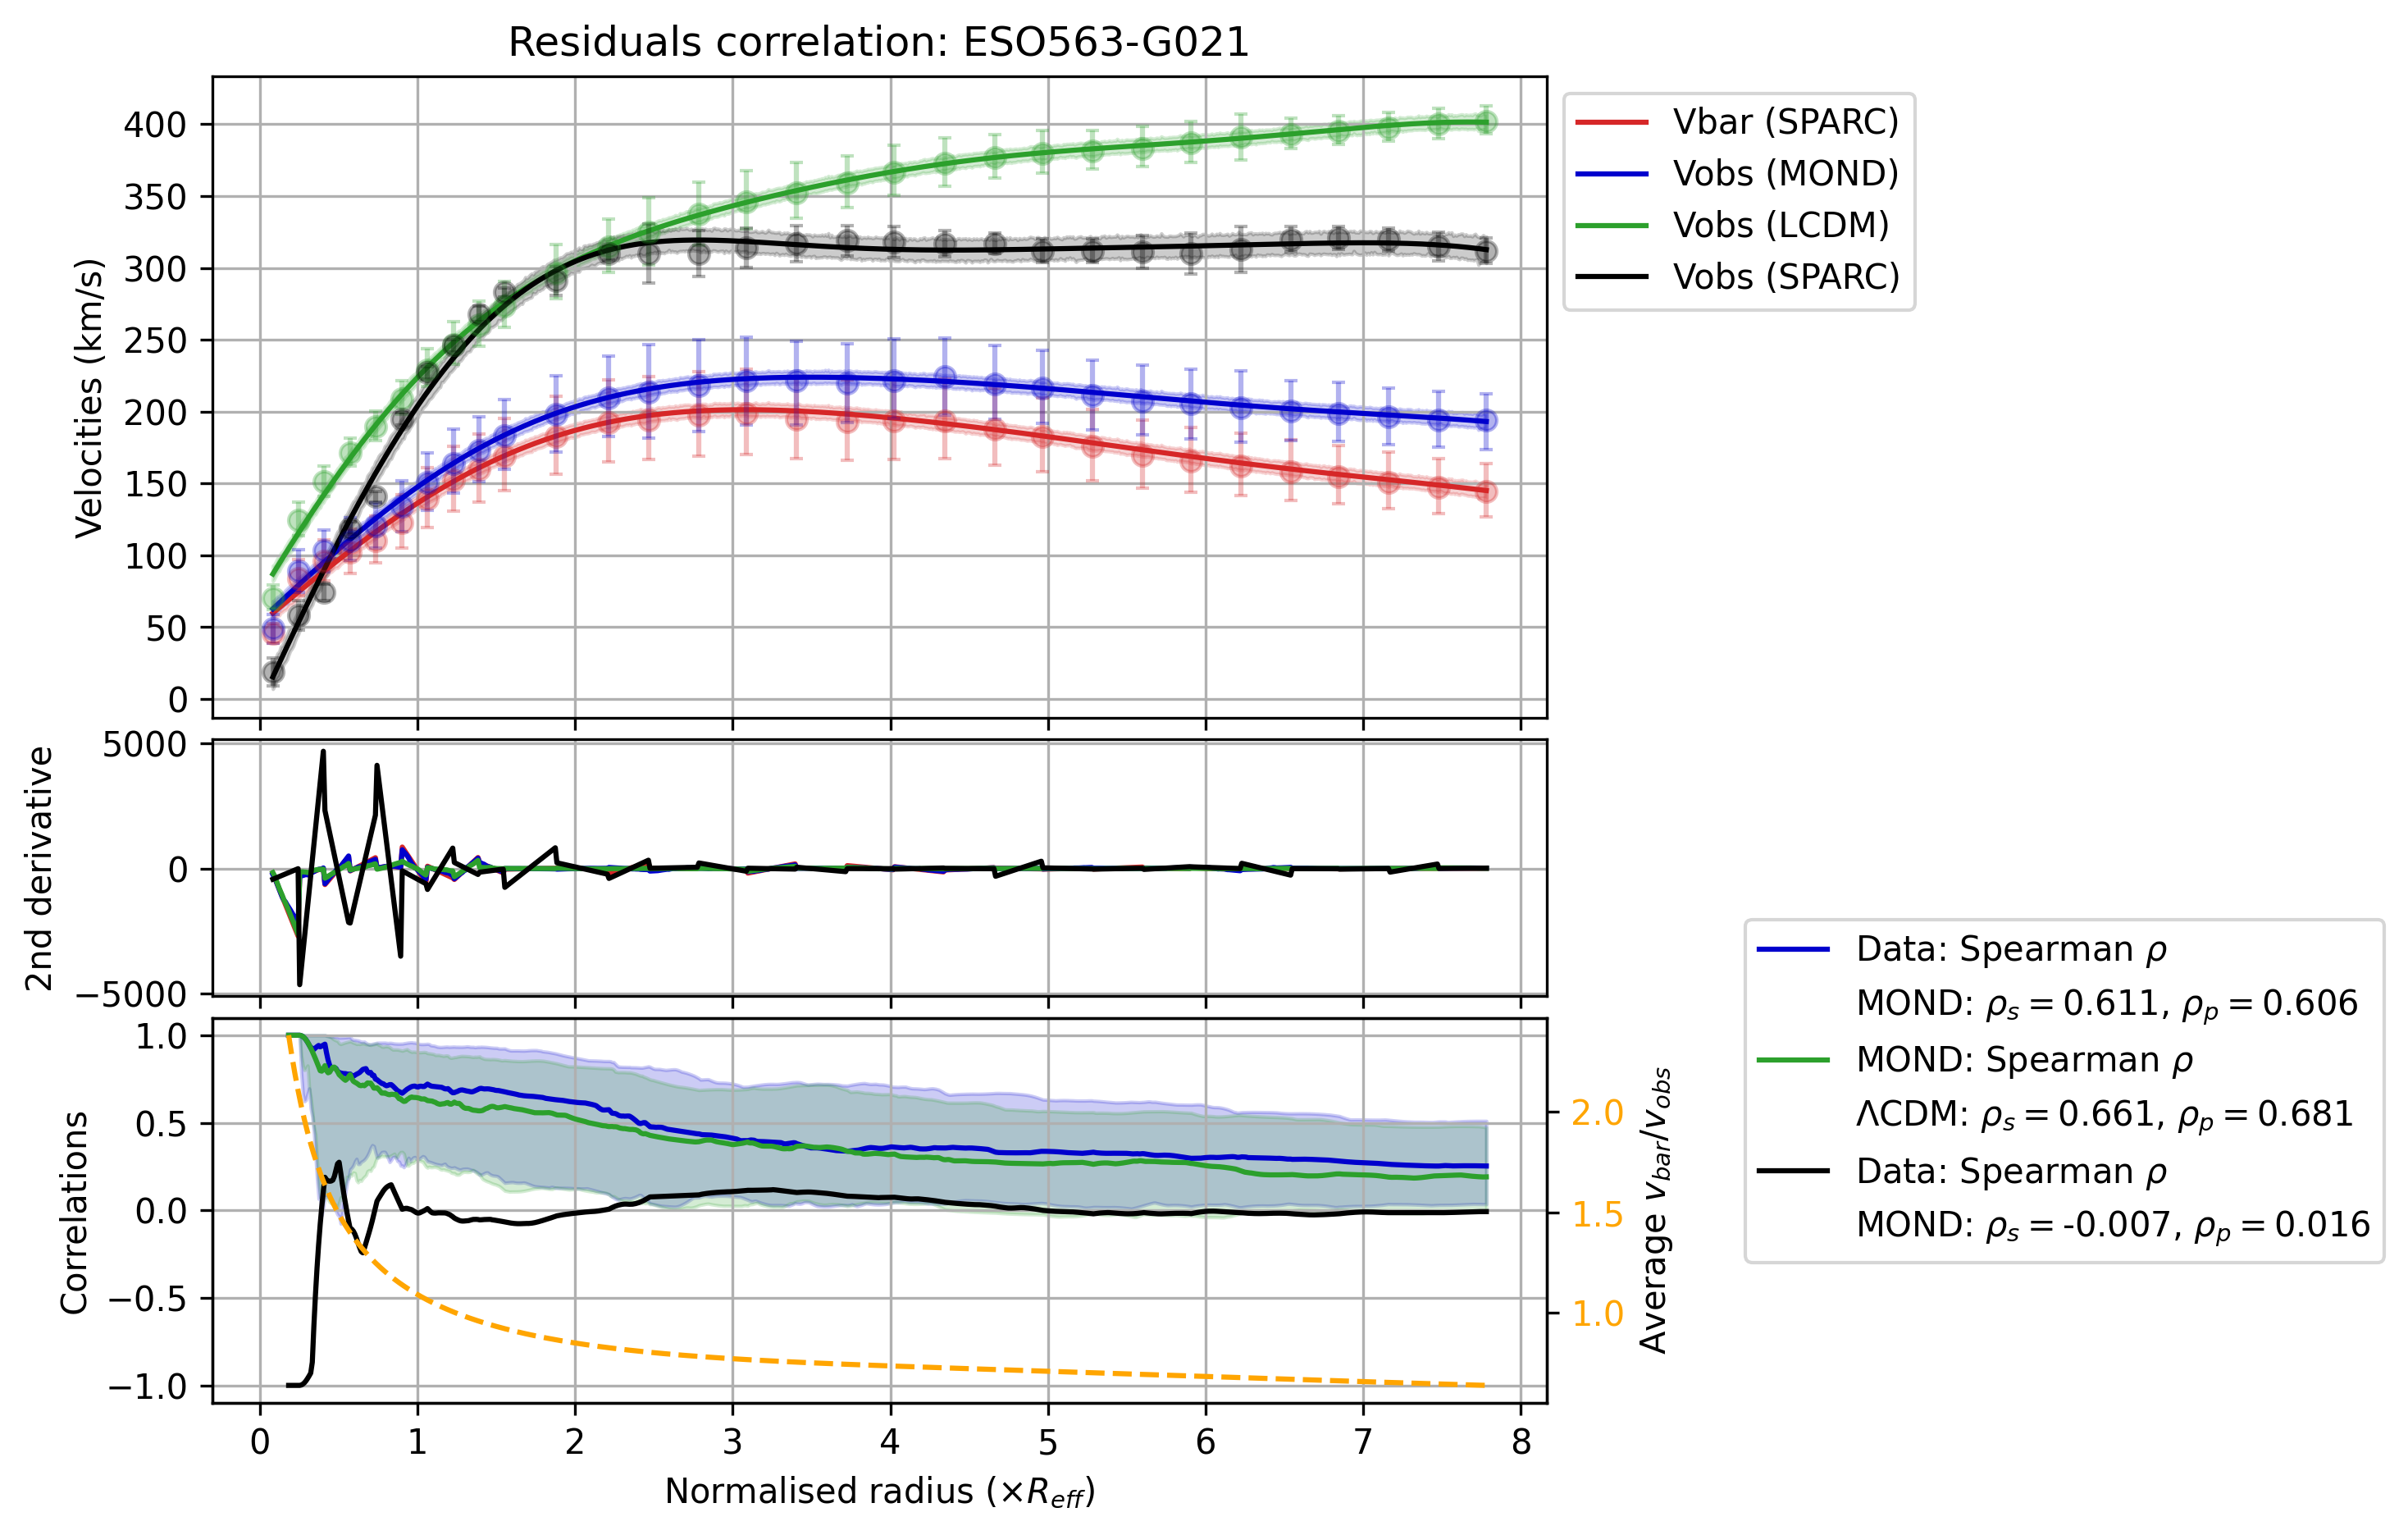 Residuals correlation: ESO563-G021
Velocities (km/s)
400
350
300
250
200
150
100
50
0
Vbar (SPARC)
Vobs (MOND)
Vobs (LCDM)
Vobs (SPARC)
2nd derivative
5000
0
−5000
Correlations
1.0
0.5
0.0
−0.5
−1.0
2.0
1.5
1.0
Average v_bar/v_obs
0 1 2 3 4 5 6 7 8
Normalised radius (×R_eff)
Data: Spearman ρ
MOND: ρ_s = 0.611, ρ_p = 0.606
MOND: Spearman ρ
ΛCDM: ρ_s = 0.661, ρ_p = 0.681
Data: Spearman ρ
MOND: ρ_s = -0.007, ρ_p = 0.016